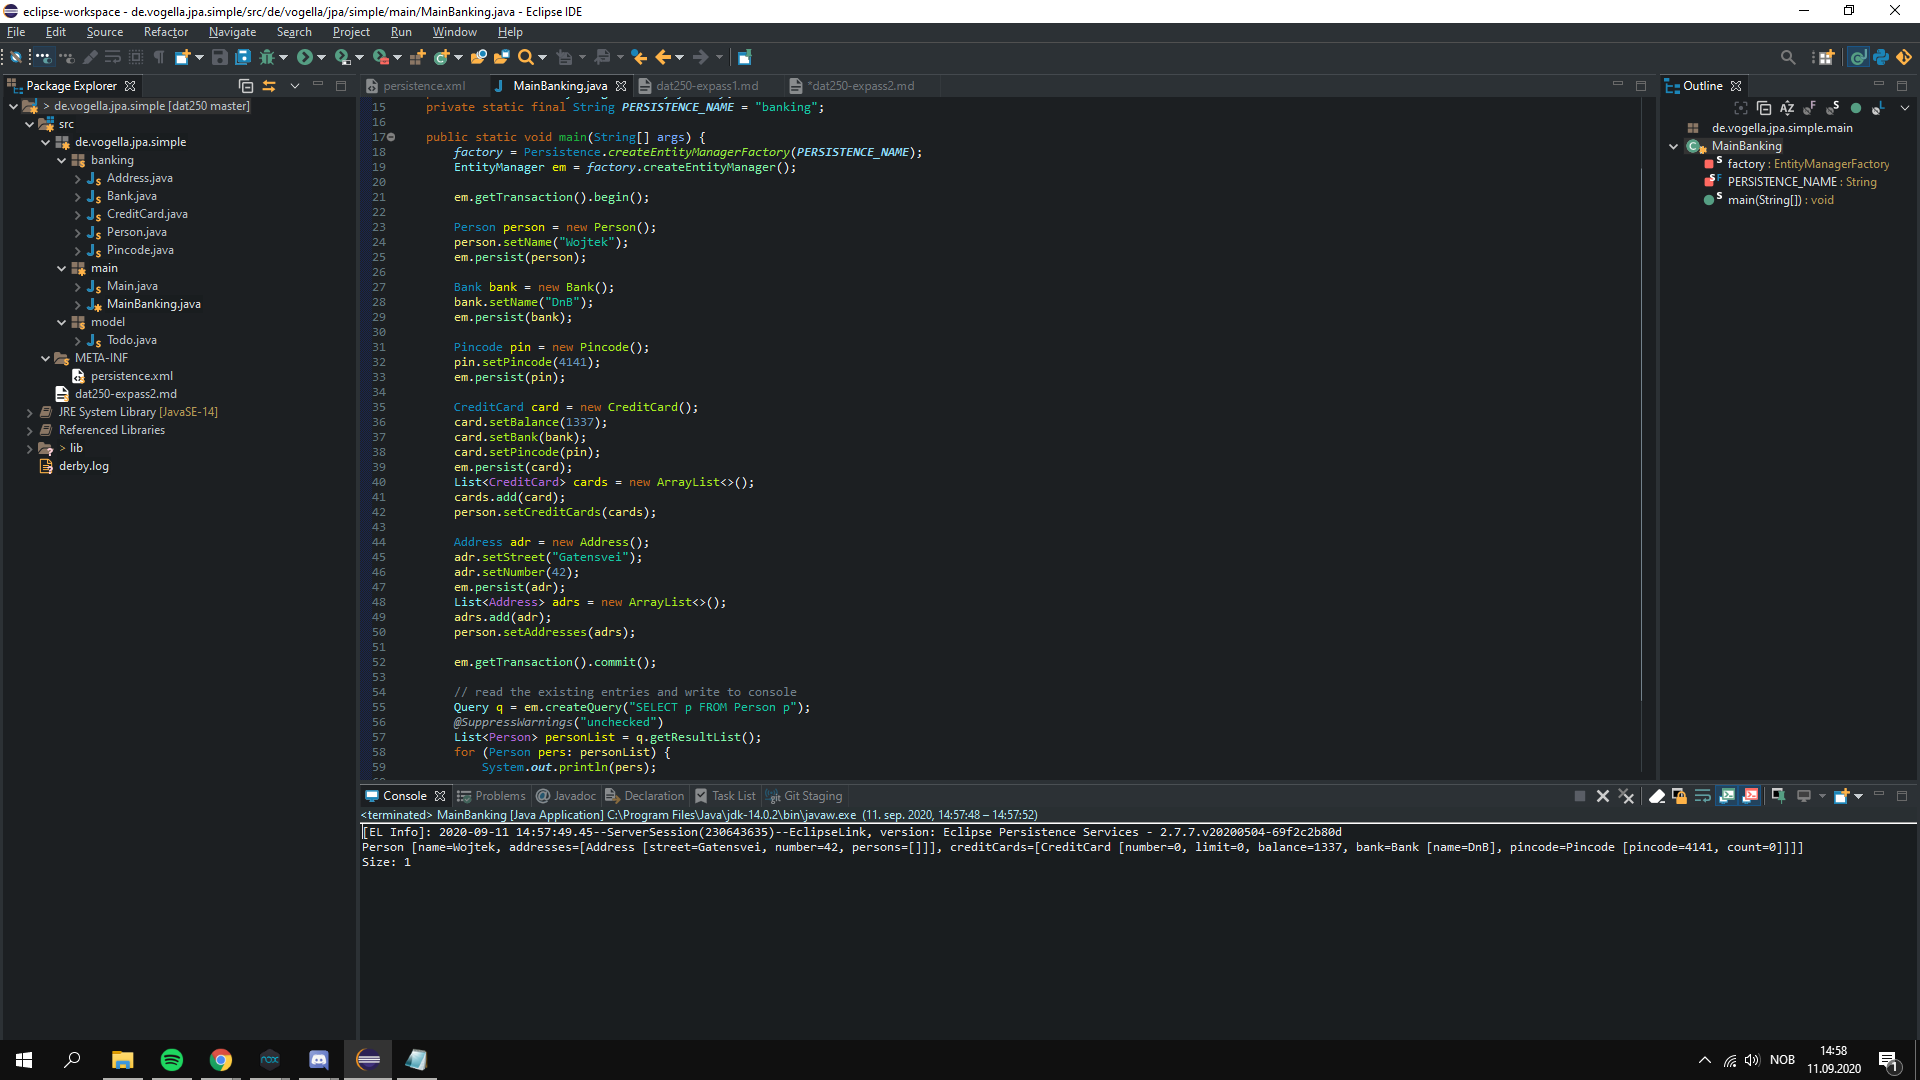 eclipse-workspace - de.vogella.jpa.simple/src/de/vogella/jpa/simple/main/MainBanking.java - Eclipse IDE
File Edit Source Refactor Navigate Search Project Run Window Help
Package Explorer
> de.vogella.jpa.simple [dat250 master]
src
de.vogella.jpa.simple
banking
Address.java
Bank.java
CreditCard.java
Person.java
Pincode.java
main
Main.java
MainBanking.java
model
Todo.java
META-INF
persistence.xml
dat250-expass2.md
JRE System Library [JavaSE-14]
Referenced Libraries
> lib
derby.log
persistence.xml MainBanking.java dat250-expass1.md *dat250-expass2.md
15 private static final String PERSISTENCE_NAME = "banking";
16
17 public static void main(String[] args) {
18 factory = Persistence.createEntityManagerFactory(PERSISTENCE_NAME);
19 EntityManager em = factory.createEntityManager();
20
21 em.getTransaction().begin();
22
23 Person person = new Person();
24 person.setName("Wojtek");
25 em.persist(person);
26
27 Bank bank = new Bank();
28 bank.setName("DnB");
29 em.persist(bank);
30
31 Pincode pin = new Pincode();
32 pin.setPincode(4141);
33 em.persist(pin);
34
35 CreditCard card = new CreditCard();
36 card.setBalance(1337);
37 card.setBank(bank);
38 card.setPincode(pin);
39 em.persist(card);
40 List<CreditCard> cards = new ArrayList<>();
41 cards.add(card);
42 person.setCreditCards(cards);
43
44 Address adr = new Address();
45 adr.setStreet("Gatensvei");
46 adr.setNumber(42);
47 em.persist(adr);
48 List<Address> adrs = new ArrayList<>();
49 adrs.add(adr);
50 person.setAddresses(adrs);
51
52 em.getTransaction().commit();
53
54 // read the existing entries and write to console
55 Query q = em.createQuery("SELECT p FROM Person p");
56 @SuppressWarnings("unchecked")
57 List<Person> personList = q.getResultList();
58 for (Person pers: personList) {
59 System.out.println(pers);
Outline
de.vogella.jpa.simple.main
MainBanking
factory : EntityManagerFactory
PERSISTENCE_NAME : String
main(String[]) : void
Console Problems Javadoc Declaration Task List Git Staging
<terminated> MainBanking [Java Application] C:\Program Files\Java\jdk-14.0.2\bin\javaw.exe (11. sep. 2020, 14:57:48 – 14:57:52)
[EL Info]: 2020-09-11 14:57:49.45--ServerSession(230643635)--EclipseLink, version: Eclipse Persistence Services - 2.7.7.v20200504-69f2c2b80d
Person [name=Wojtek, addresses=[Address [street=Gatensvei, number=42, persons=[]]], creditCards=[CreditCard [number=0, limit=0, balance=1337, bank=Bank [name=DnB], pincode=Pincode [pincode=4141, count=0]]]]
Size: 1
NOB
14:58
11.09.2020
1